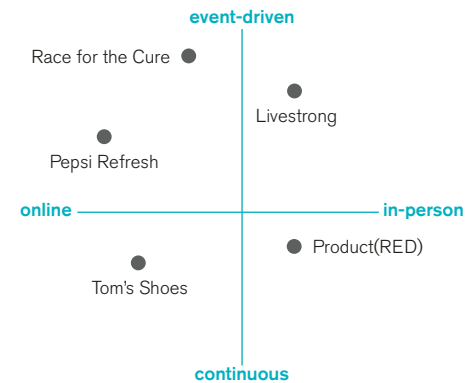 event-driven
Race for the Cure
Livestrong
Pepsi Refresh
online
in-person
Product(RED)
Tom's Shoes
continuous